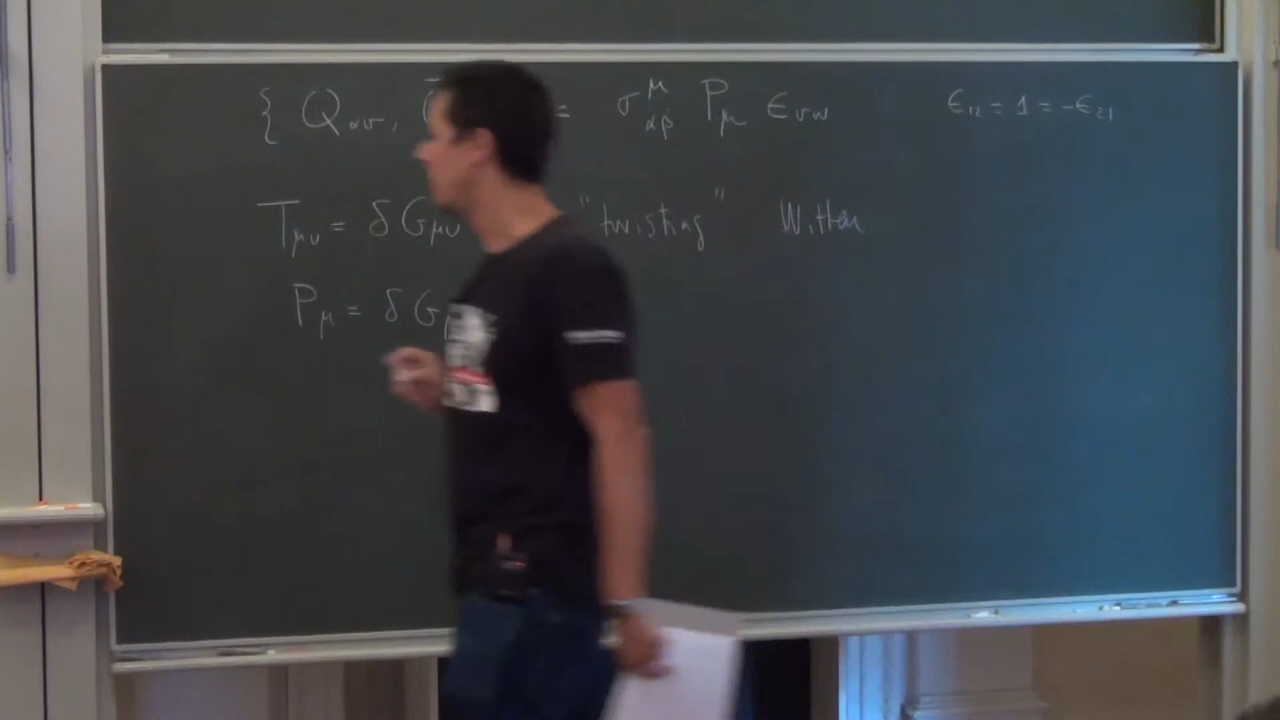 { Q_{αv}, = σ^μ_{αβ̇} P_μ ε_{vw} ε_{12} = 1 = -ε_{21}
T_{μν} = δ G_{μν} "twisting" Witten
P_μ = δ G